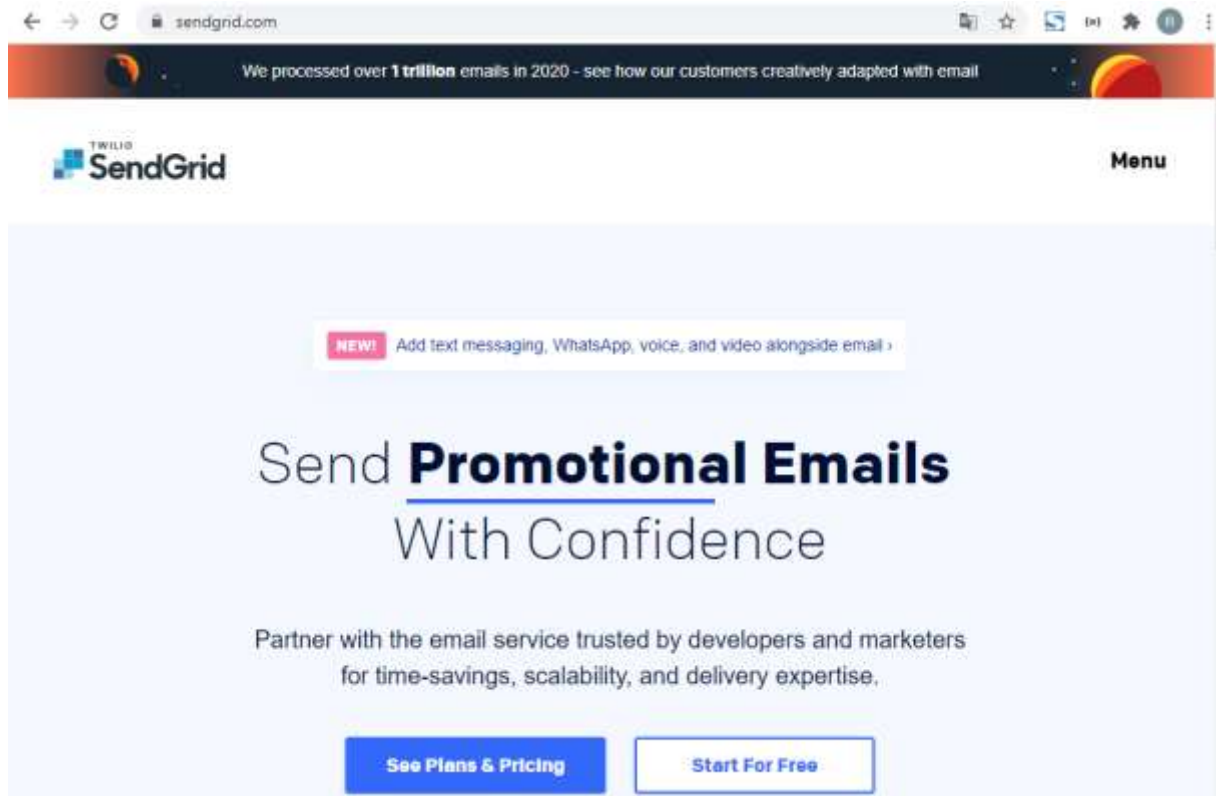 sendgrid.com
We processed over 1 trillion emails in 2020 - see how our customers creatively adapted with email
TWILIO
SendGrid
Menu
NEW! Add text messaging, WhatsApp, voice, and video alongside email ›
Send Promotional Emails
With Confidence
Partner with the email service trusted by developers and marketers
for time-savings, scalability, and delivery expertise.
See Plans & Pricing
Start For Free